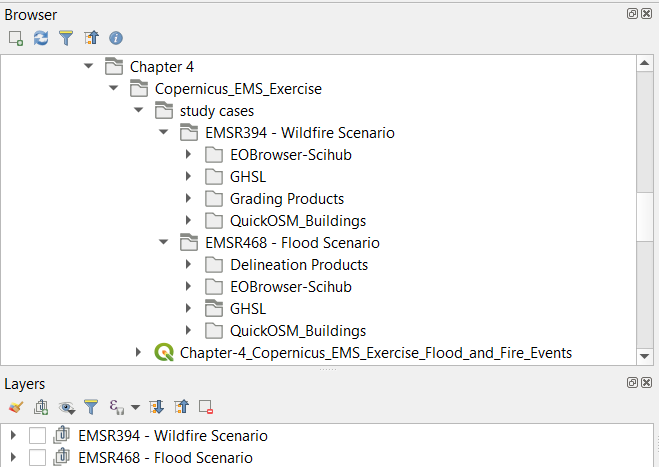 Browser
Chapter 4
Copernicus_EMS_Exercise
study cases
EMSR394 - Wildfire Scenario
EOBrowser-Scihub
GHSL
Grading Products
QuickOSM_Buildings
EMSR468 - Flood Scenario
Delineation Products
EOBrowser-Scihub
GHSL
QuickOSM_Buildings
Chapter-4_Copernicus_EMS_Exercise_Flood_and_Fire_Events
Layers
EMSR394 - Wildfire Scenario
EMSR468 - Flood Scenario